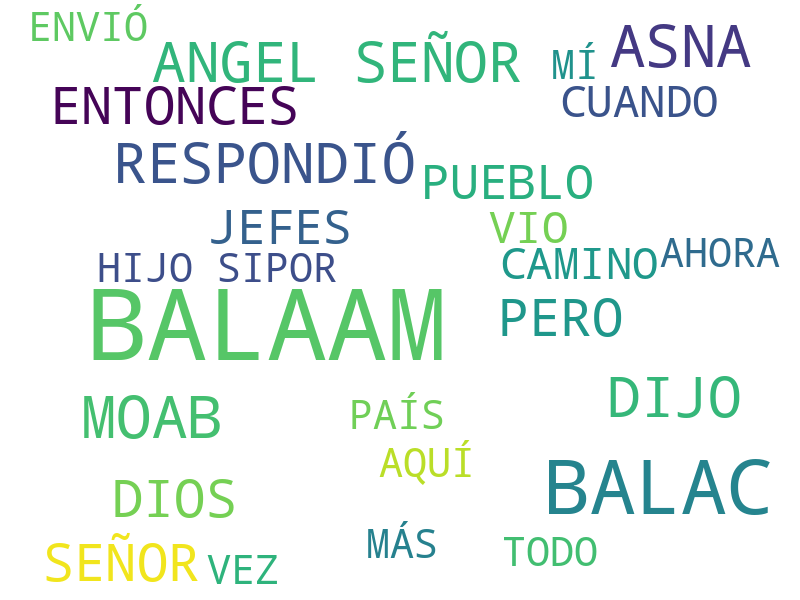 ENVIÓ
ANGEL SEÑOR
MÍ
ASNA
ENTONCES
CUANDO
RESPONDIÓ
PUEBLO
JEFES
VIO
HIJO SIPOR
CAMINO
AHORA
BALAAM
PERO
MOAB
PAÍS
DIJO
AQUÍ
DIOS
BALAC
SEÑOR
VEZ
MÁS
TODO